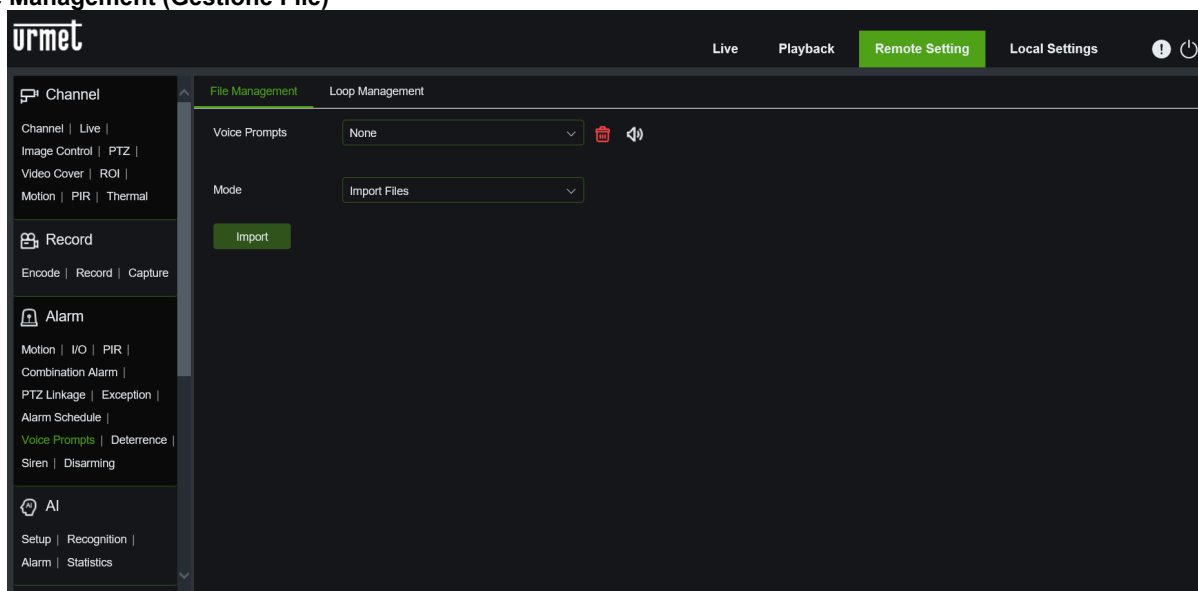 Management (Gestione File)
urmet
Live Playback Remote Setting Local Settings
Channel
Channel | Live |
Image Control | PTZ |
Video Cover | ROI |
Motion | PIR | Thermal
Record
Encode | Record | Capture
Alarm
Motion | I/O | PIR |
Combination Alarm |
PTZ Linkage | Exception |
Alarm Schedule |
Voice Prompts | Deterrence |
Siren | Disarming
AI
Setup | Recognition |
Alarm | Statistics
File Management Loop Management
Voice Prompts None
Mode Import Files
Import